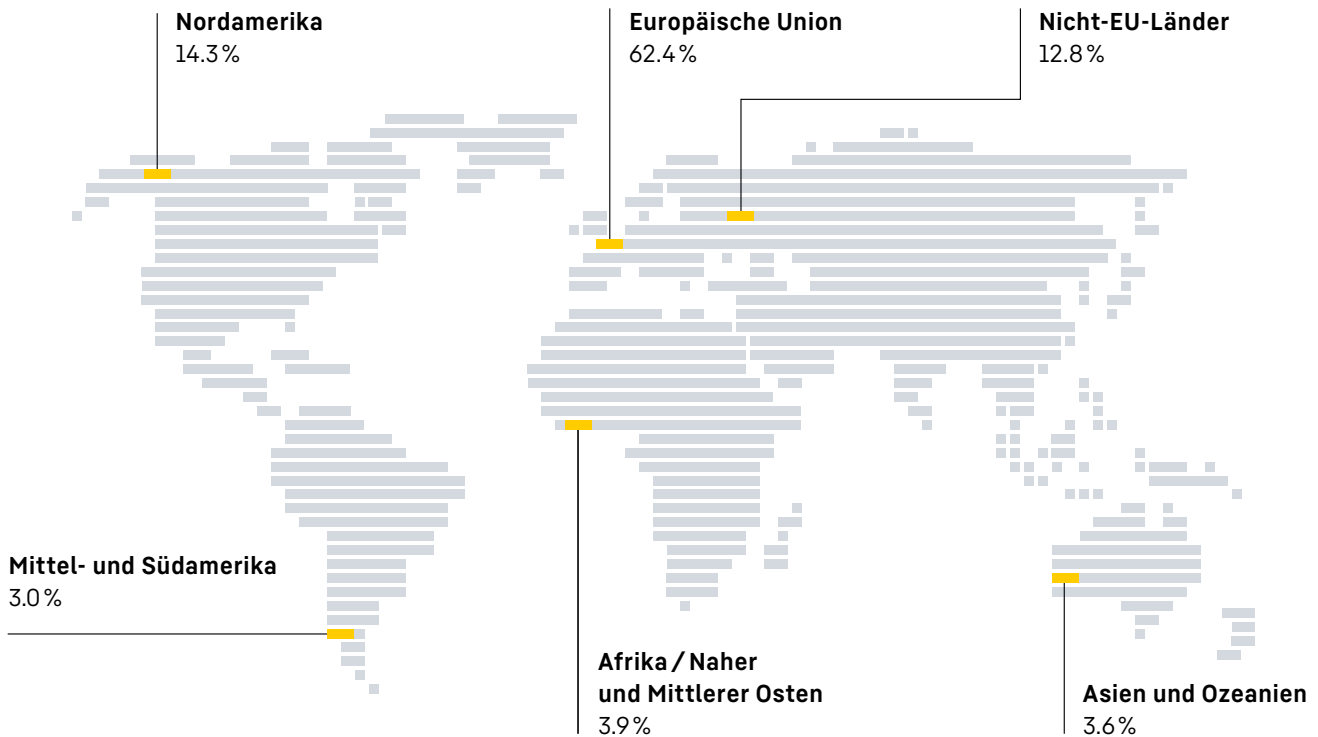 Nordamerika
14.3 %
Europäische Union
62.4 %
Nicht-EU-Länder
12.8 %
Mittel- und Südamerika
3.0 %
Afrika / Naher
und Mittlerer Osten
3.9 %
Asien und Ozeanien
3.6 %